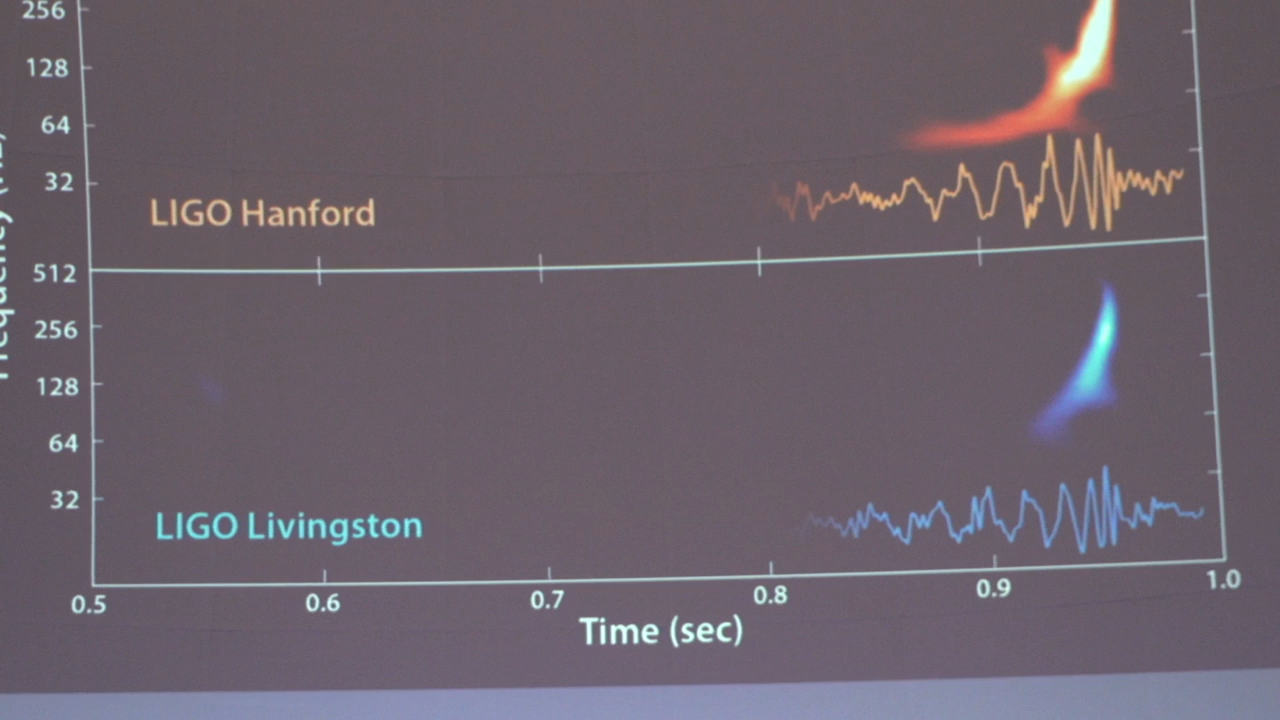 256
128
64
32
LIGO Hanford
512
256
128
64
32
LIGO Livingston
0.5 0.6 0.7 0.8 0.9 1.0
Time (sec)